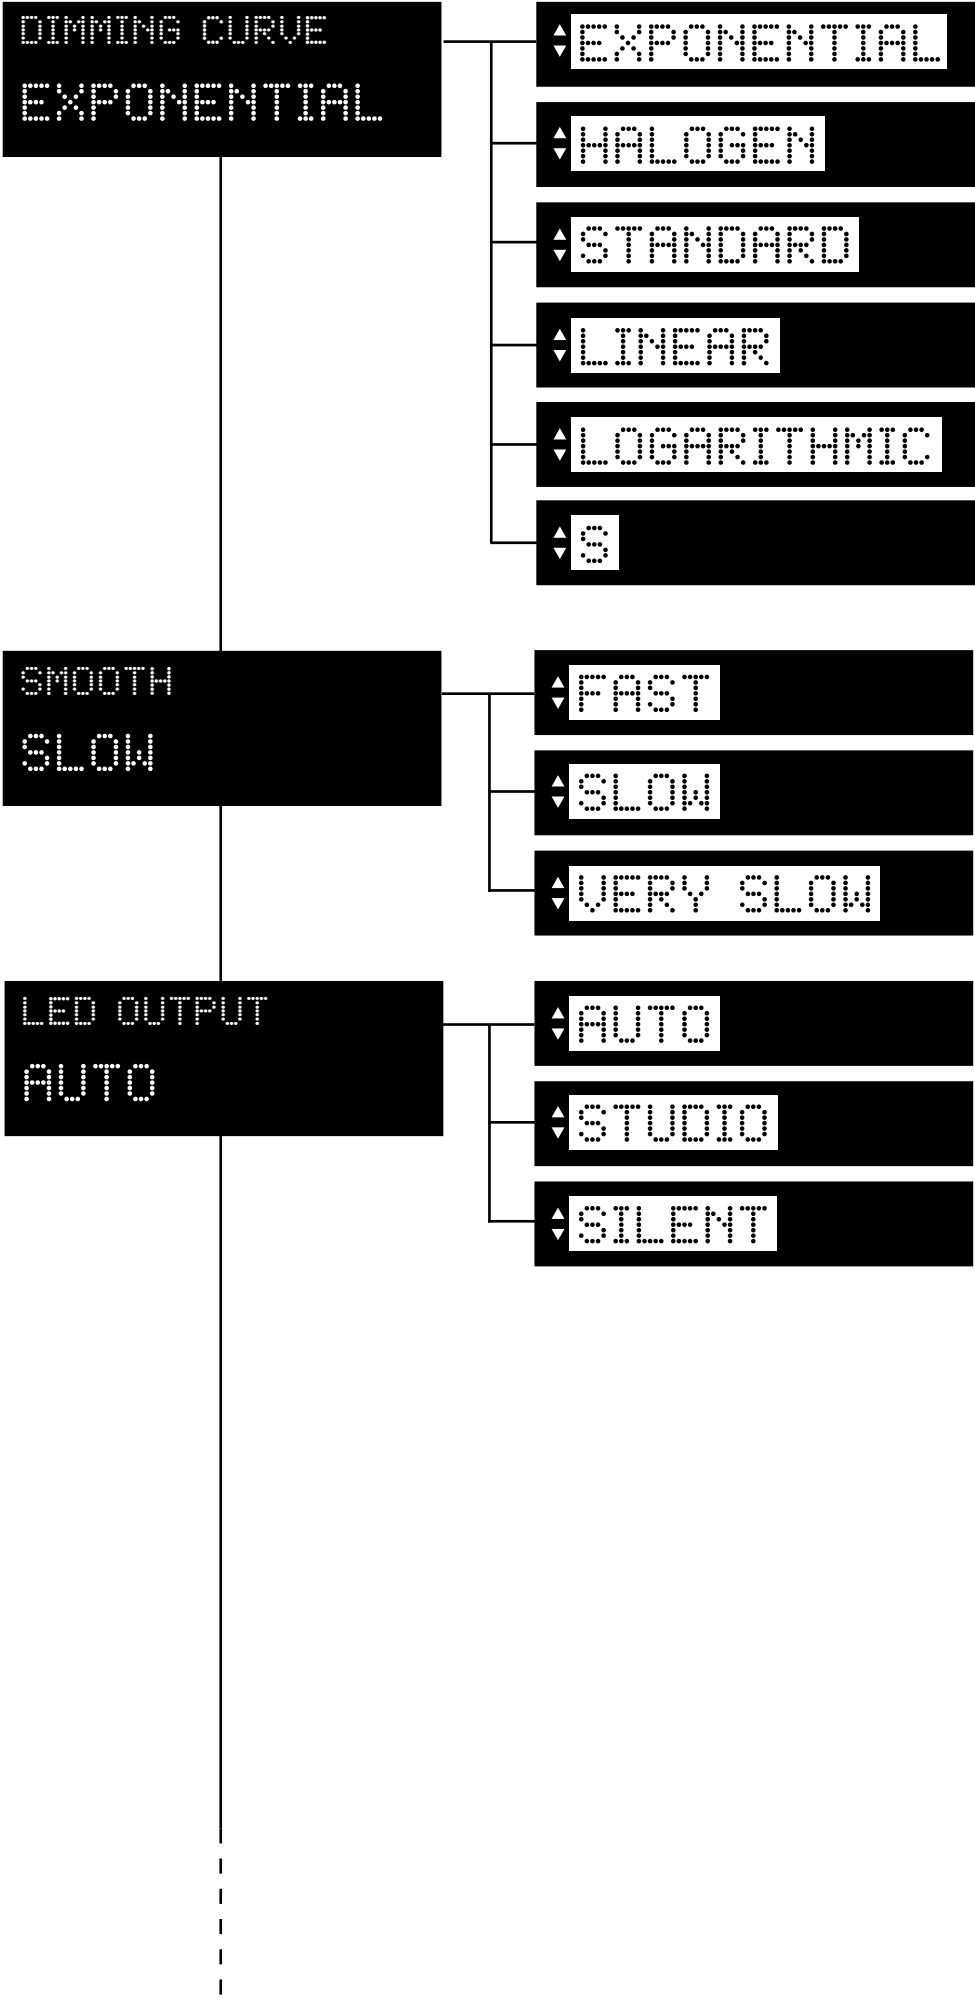 DIMMING CURVE
EXPONENTIAL
EXPONENTIAL
HALOGEN
STANDARD
LINEAR
LOGARITHMIC
S
SMOOTH
SLOW
FAST
SLOW
VERY SLOW
LED OUTPUT
AUTO
AUTO
STUDIO
SILENT